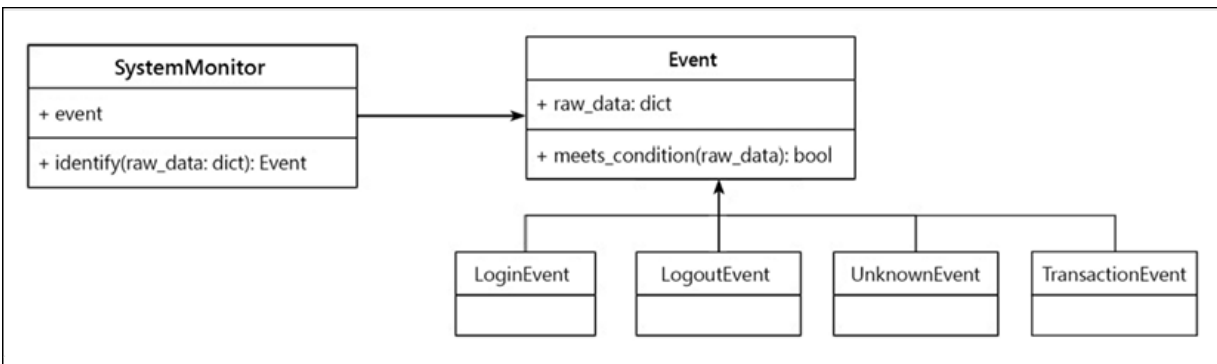 SystemMonitor
+ event
+ identify(raw_data: dict): Event
Event
+ raw_data: dict
+ meets_condition(raw_data): bool
LoginEvent
LogoutEvent
UnknownEvent
TransactionEvent